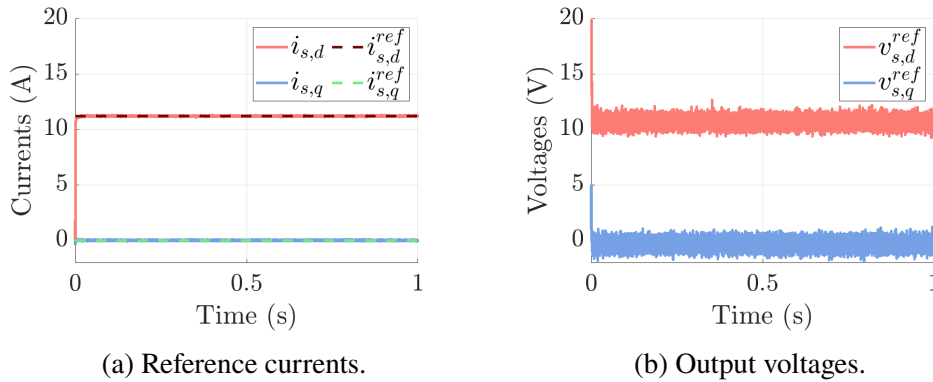 20
15
10
5
0
Currents (A)
i_{s,d} i_{s,d}^{ref}
i_{s,q} i_{s,q}^{ref}
0 0.5 1
Time (s)
(a) Reference currents.
20
15
10
5
0
Voltages (V)
v_{s,d}^{ref}
v_{s,q}^{ref}
0 0.5 1
Time (s)
(b) Output voltages.